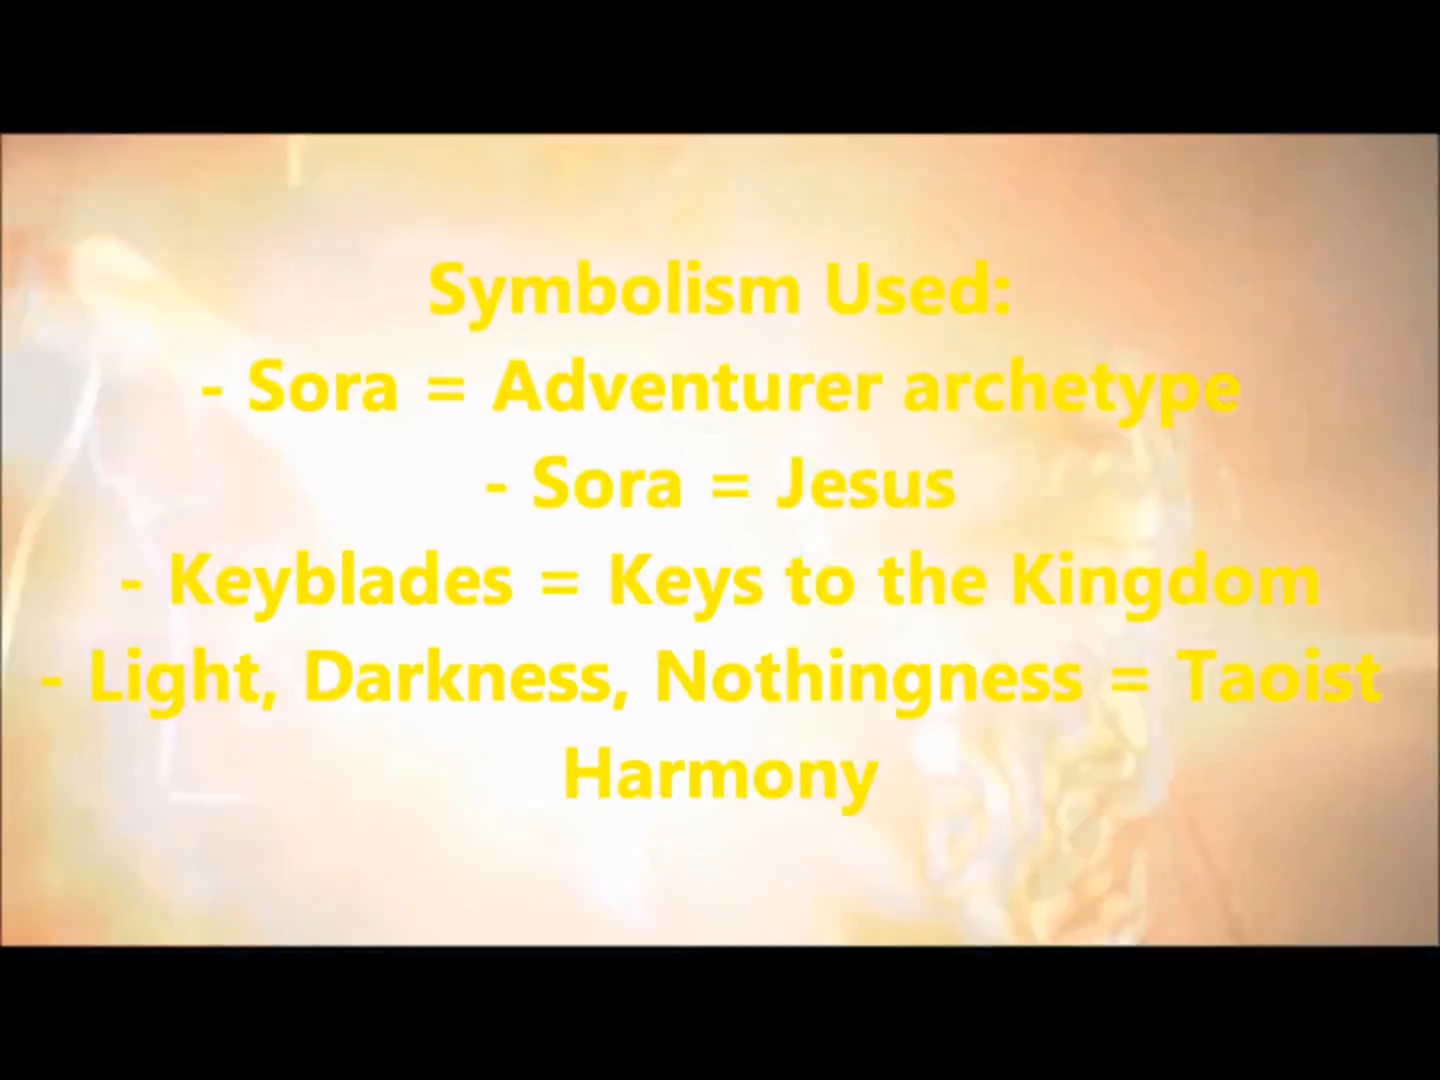 Symbolism Used:
- Sora = Adventurer archetype
- Sora = Jesus
- Keyblades = Keys to the Kingdom
- Light, Darkness, Nothingness = Taoist
Harmony